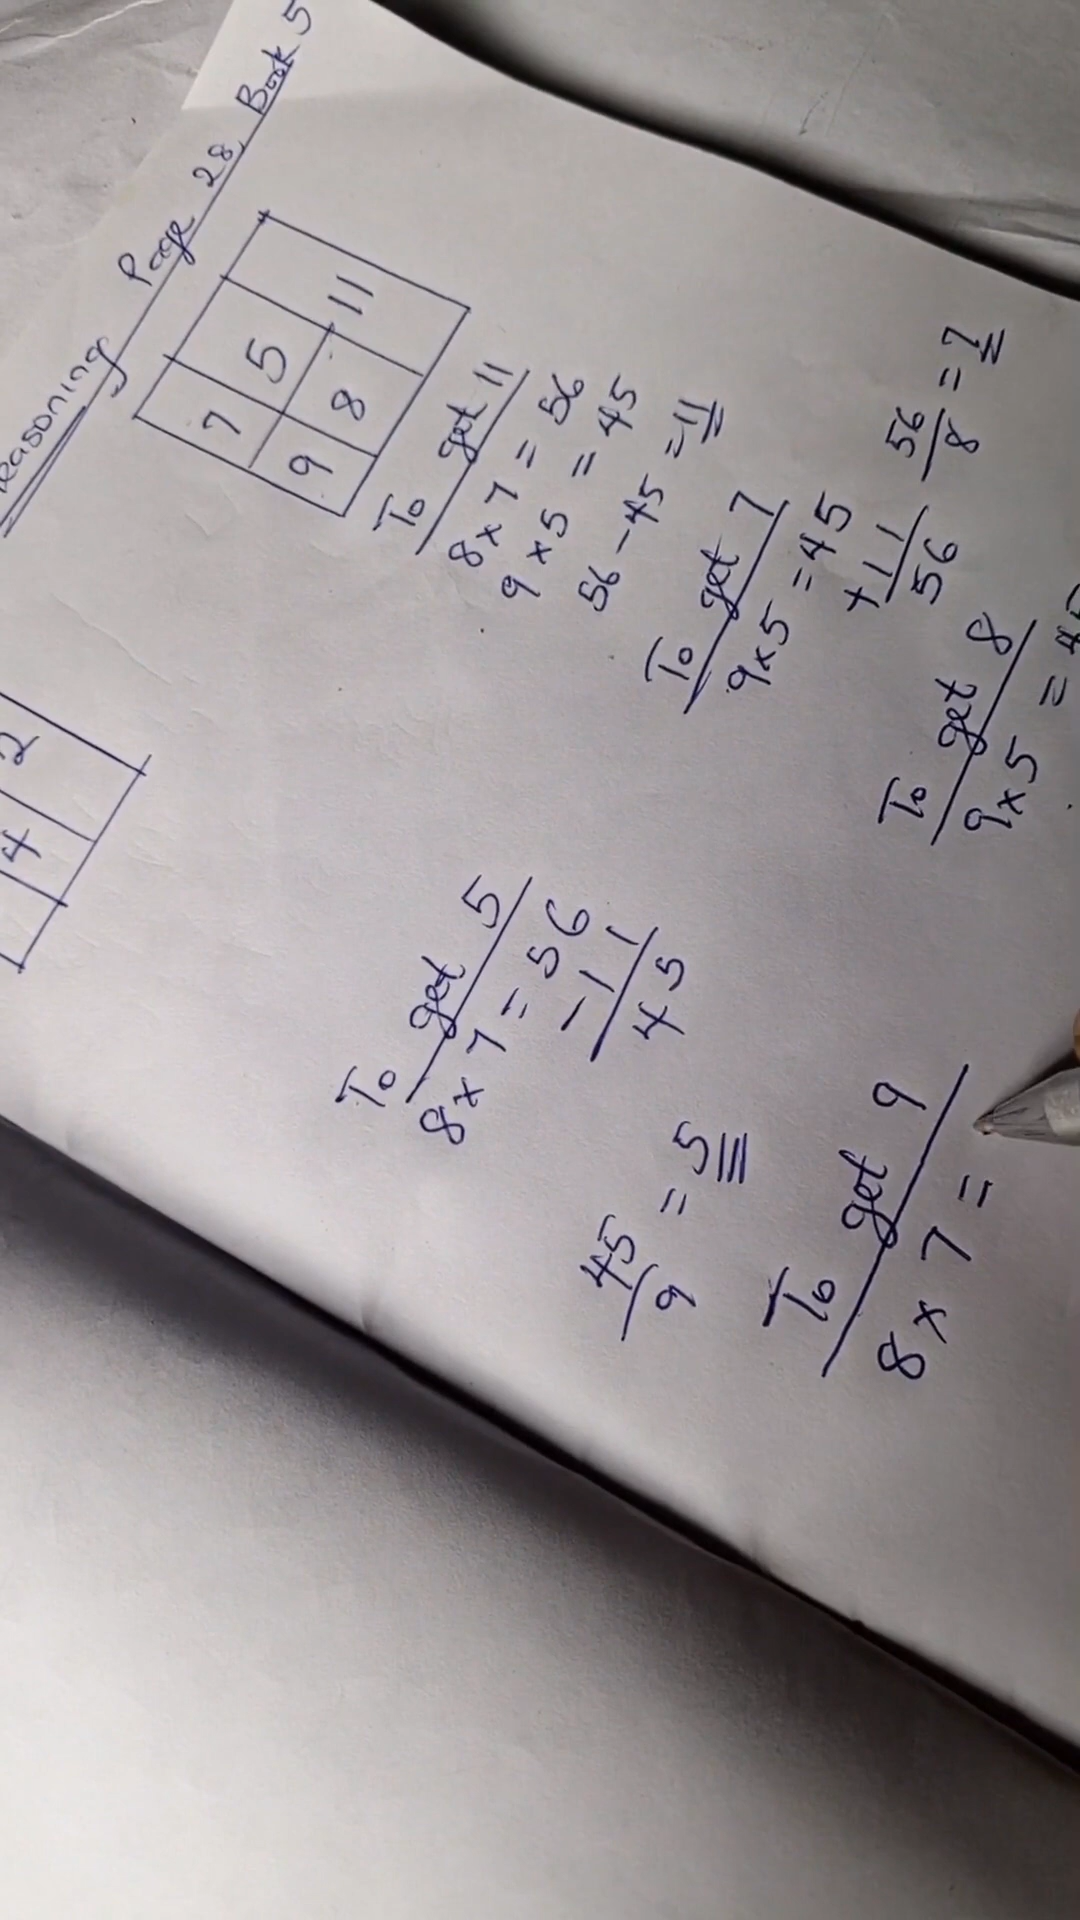 Reasoning Page 28, Book 5
7 5 11
9 8
4 2
To get 11
8 x 7 = 56
9 x 5 = 45
56 - 45 = 11
To get 7
9 x 5 = 45
+ 11
56
56/8 = 7
To get 8
9 x 5 = 45
To get 5
8 x 7 = 56
- 11
45
45/9 = 5
To get 9
8 x 7 =